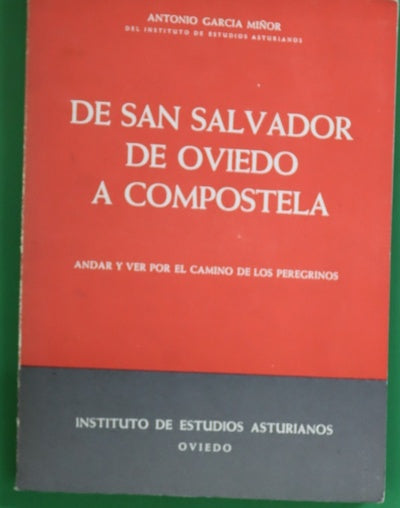 ANTONIO GARCIA MIÑOR
DEL INSTITUTO DE ESTUDIOS ASTURIANOS
DE SAN SALVADOR
DE OVIEDO
A COMPOSTELA
ANDAR Y VER POR EL CAMINO DE LOS PEREGRINOS
INSTITUTO DE ESTUDIOS ASTURIANOS
OVIEDO